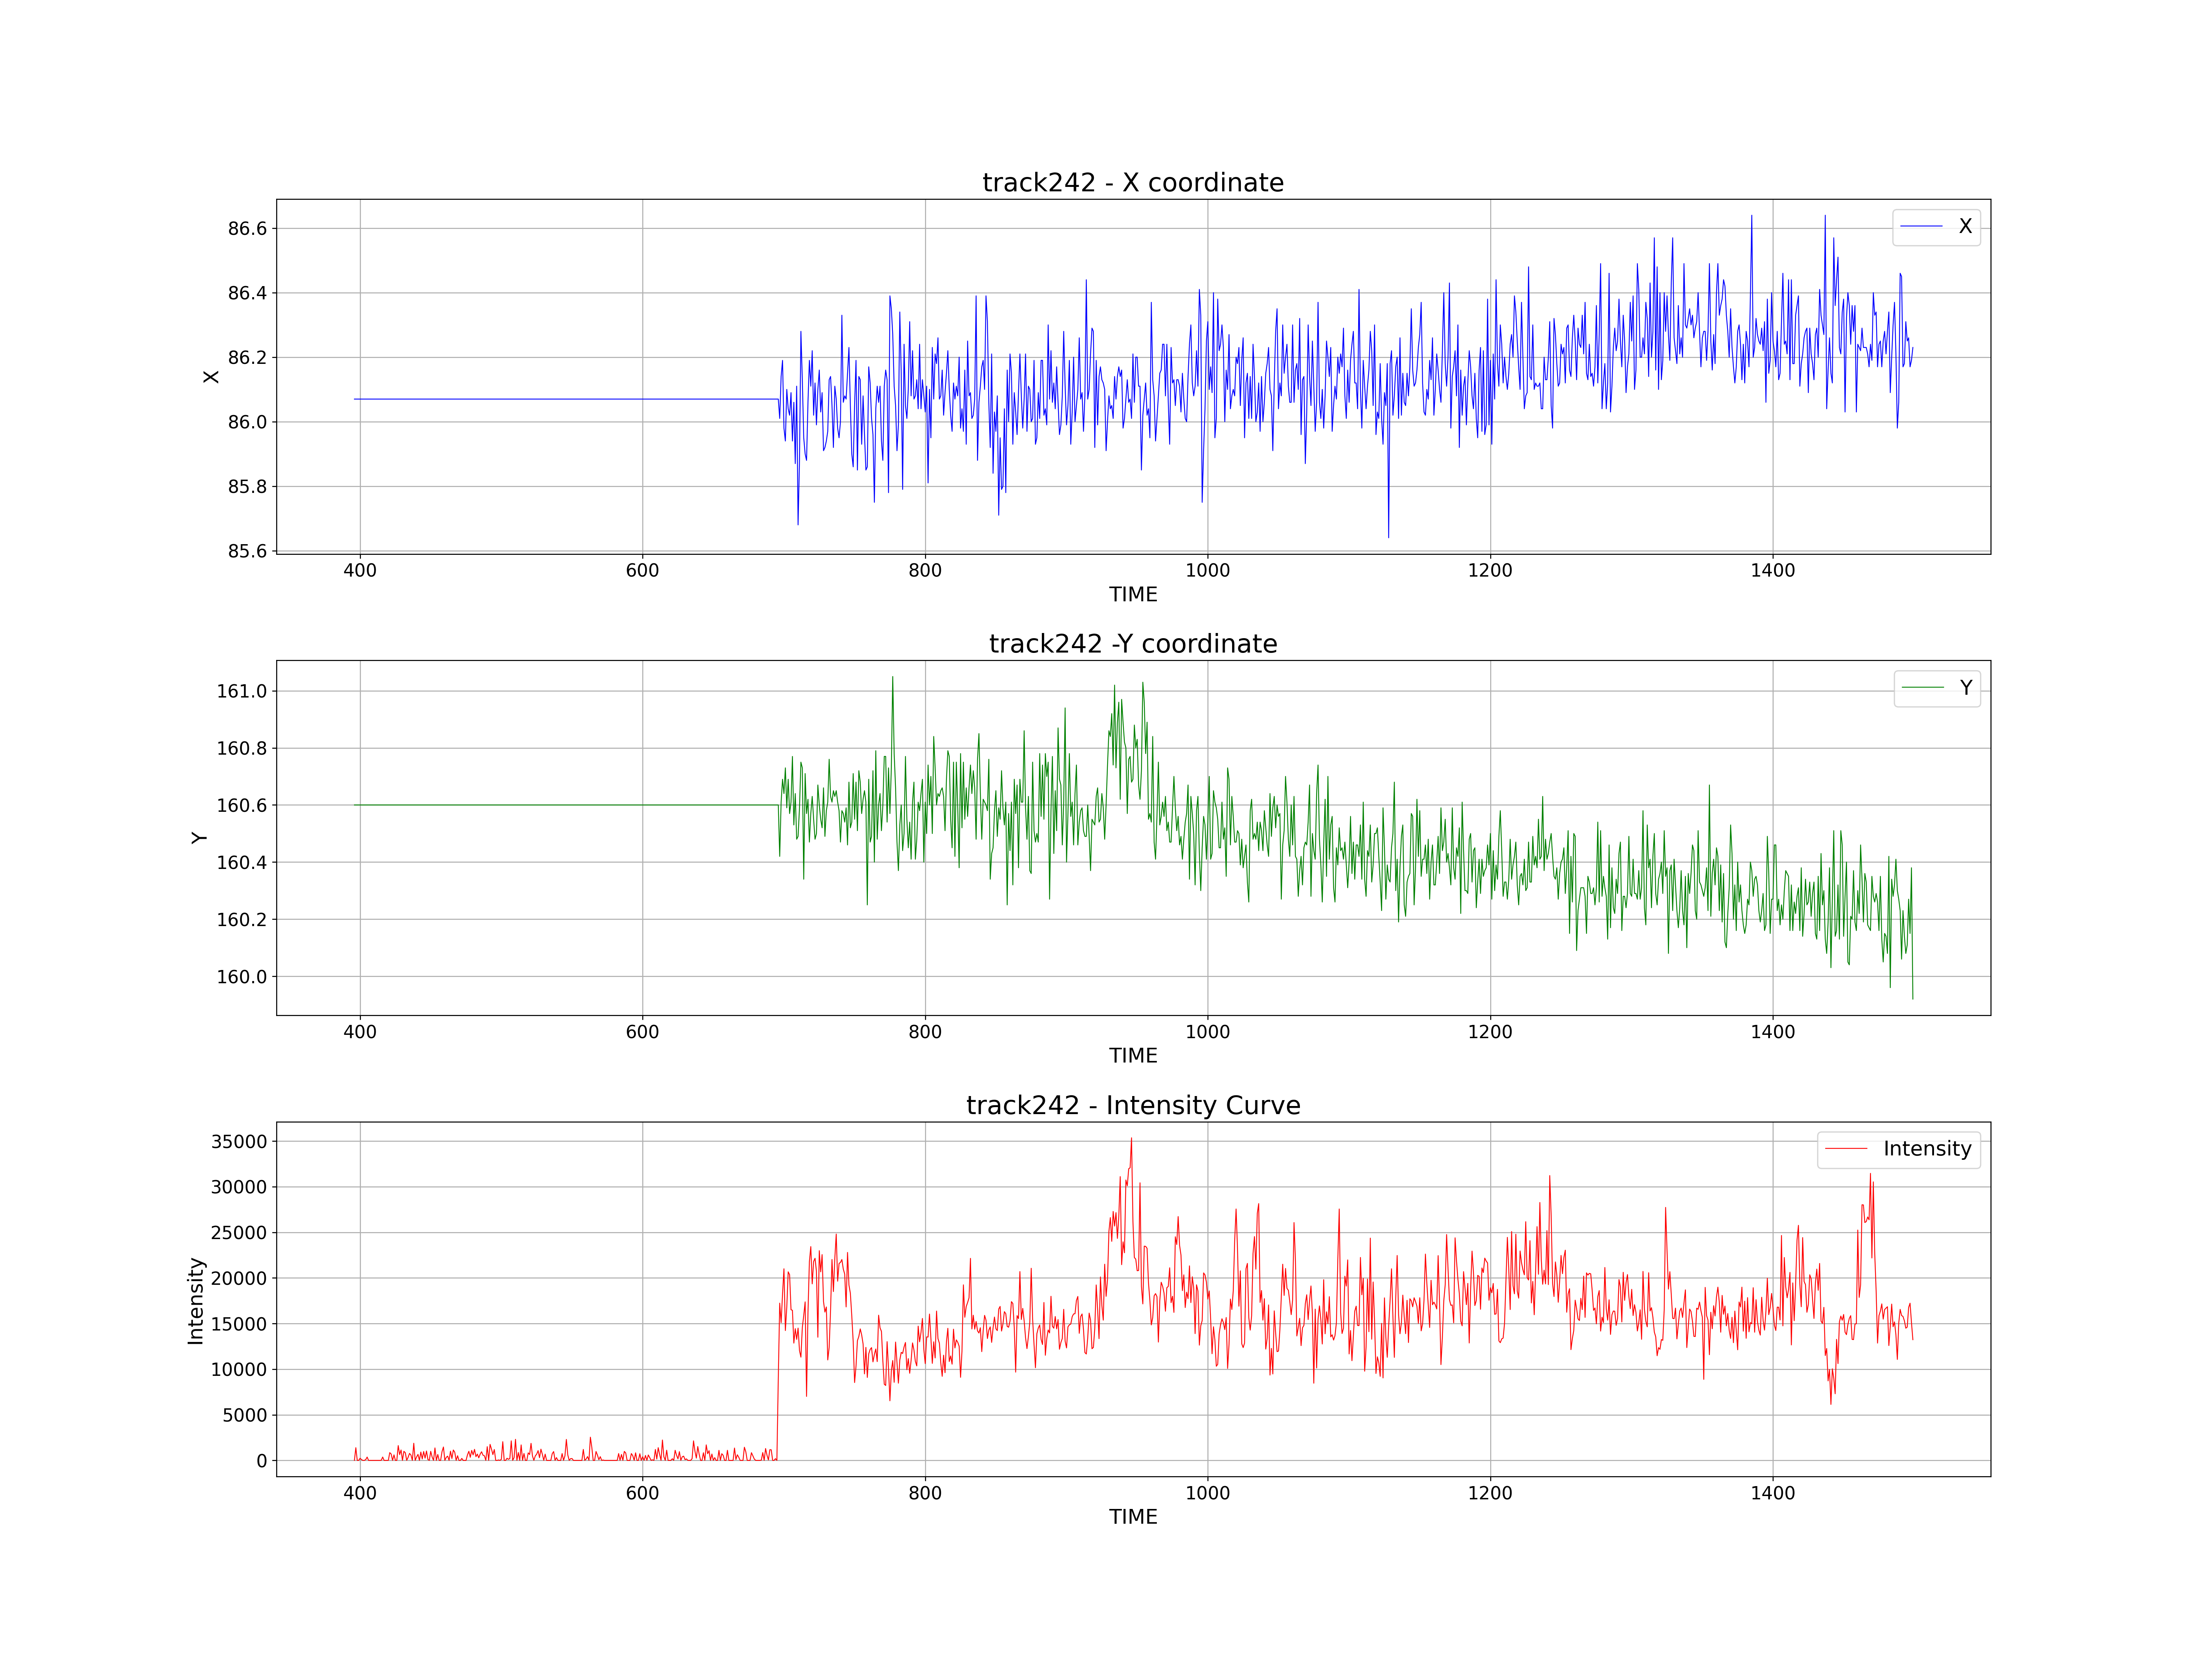 track242 - X coordinate
X
86.6
86.4
86.2
86.0
85.8
85.6
X
400 600 800 1000 1200 1400
TIME
track242 -Y coordinate
Y
161.0
160.8
160.6
160.4
160.2
160.0
Y
400 600 800 1000 1200 1400
TIME
track242 - Intensity Curve
Intensity
35000
30000
25000
20000
15000
10000
5000
0
Intensity
400 600 800 1000 1200 1400
TIME